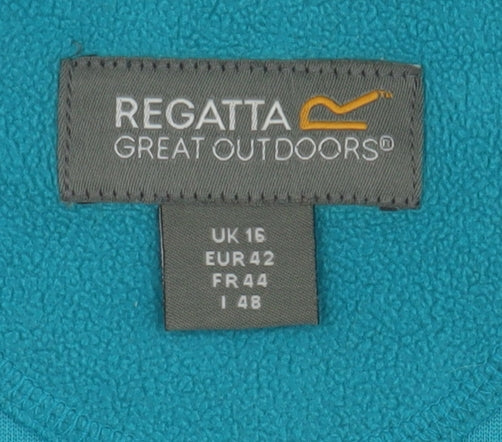 REGATTA
GREAT OUTDOORS®
UK 16
EUR 42
FR 44
I 48